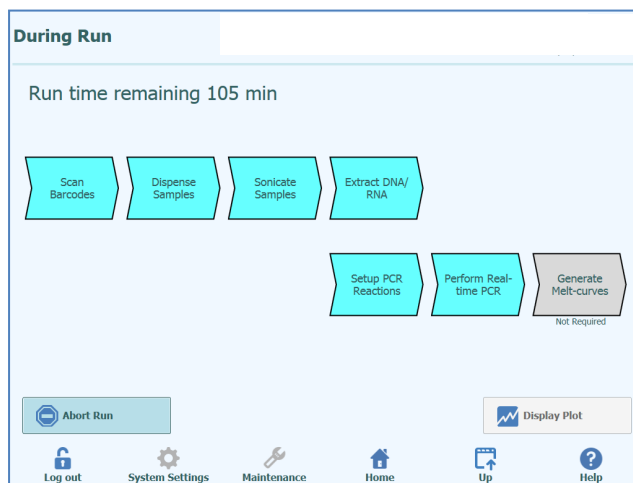 During Run
Run time remaining 105 min
Scan
Barcodes
Dispense
Samples
Sonicate
Samples
Extract DNA/
RNA
Setup PCR
Reactions
Perform Real-
time PCR
Generate
Melt-curves
Not Required
Abort Run
Display Plot
Log out
System Settings
Maintenance
Home
Up
Help